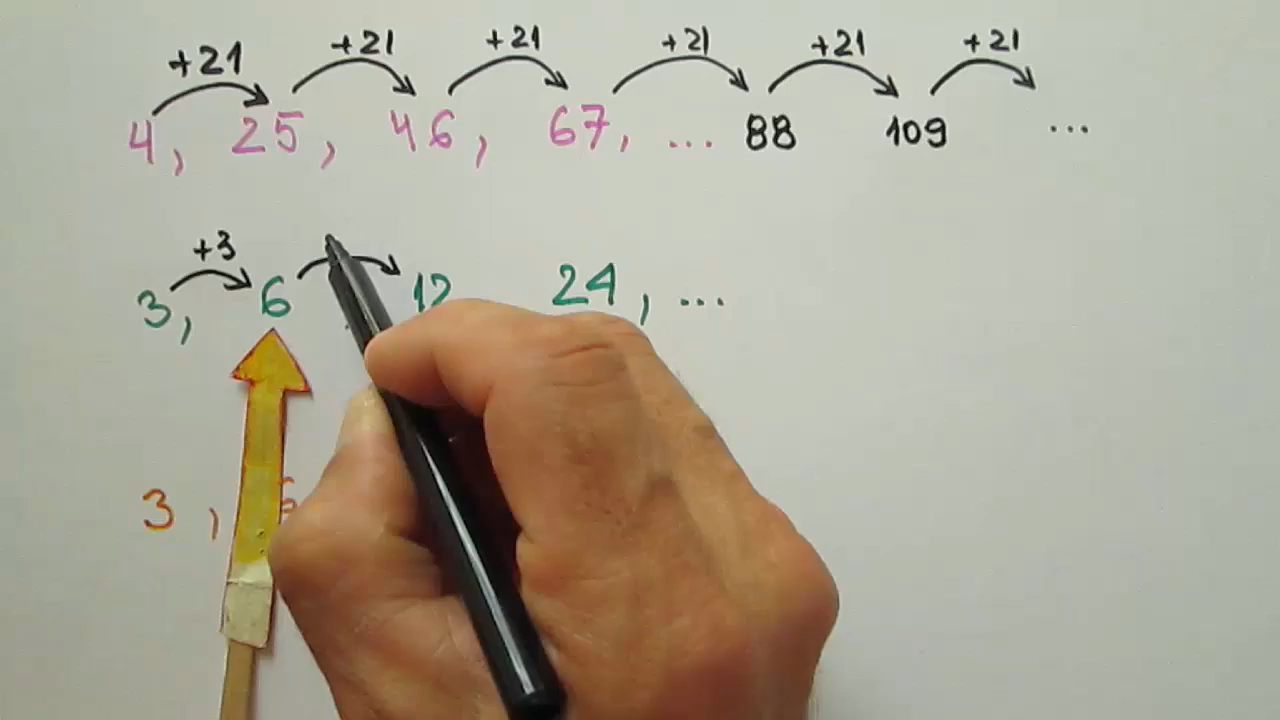 +21 +21 +21 +21 +21 +21
4, 25, 46, 67, ... 88 109 ...
+3
3, 6 12 24, ...
3,